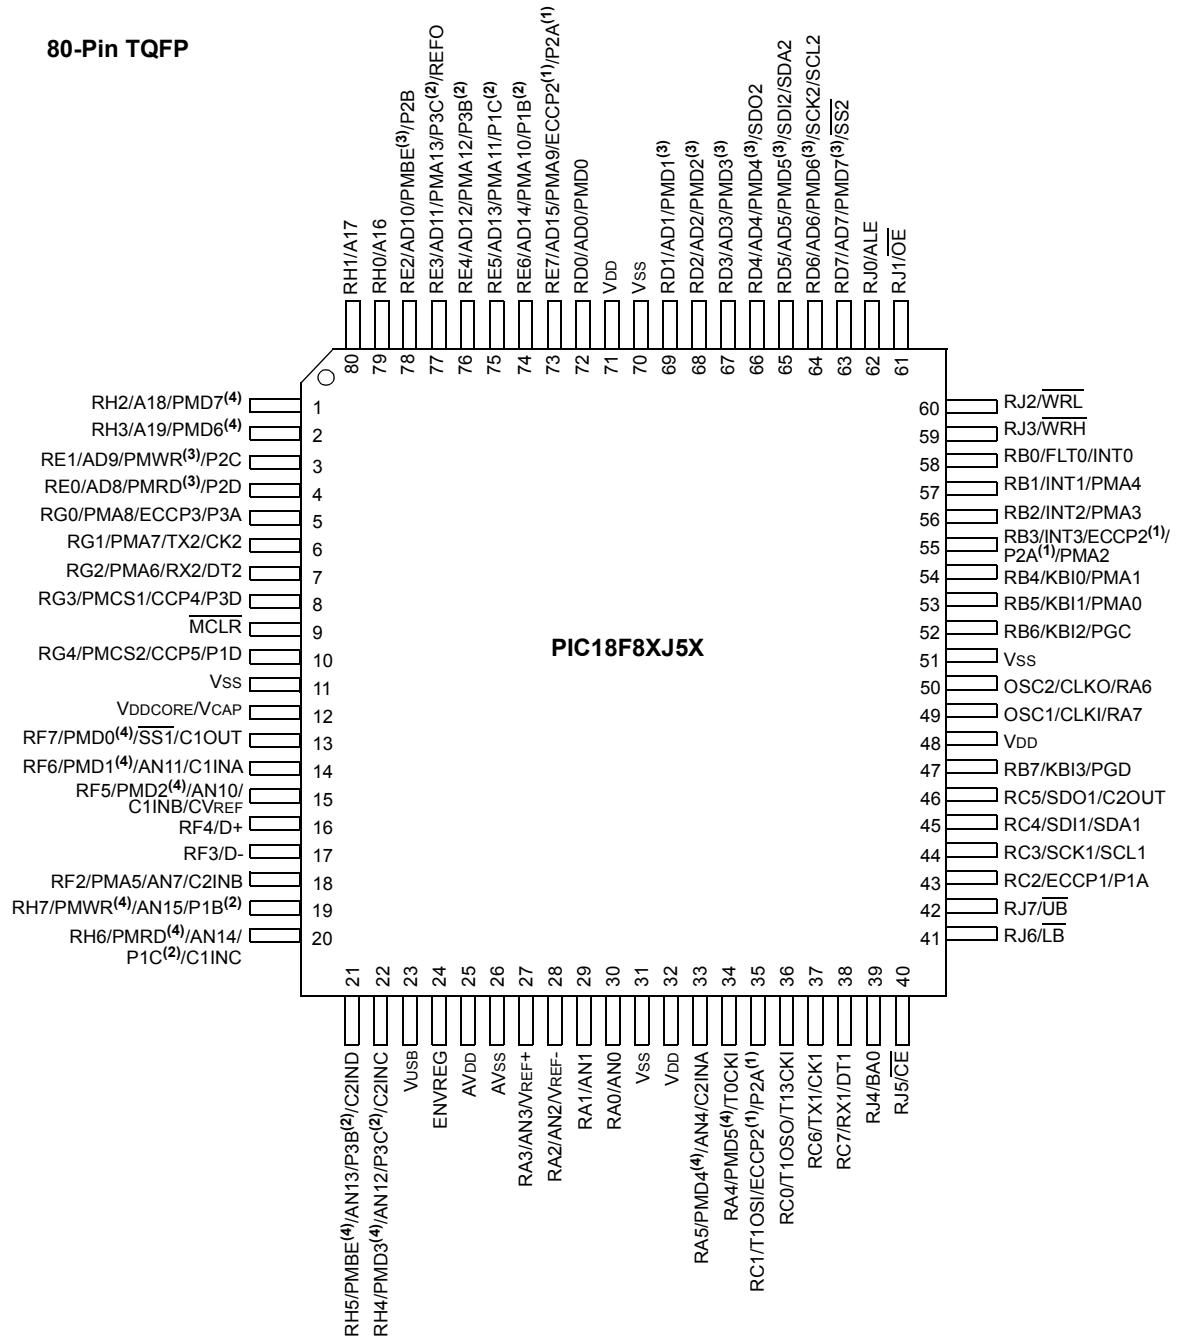 80-Pin TQFP
RH1/A17
RH0/A16
RE2/AD10/PMBE(3)/P2B
RE3/AD11/PMA13/P3C(2)/REFO
RE4/AD12/PMA12/P3B(2)
RE5/AD13/PMA11/P1C(2)
RE6/AD14/PMA10/P1B(2)
RE7/AD15/PMA9/ECCP2(1)/P2A(1)
RD0/AD0/PMD0
VDD
VSS
RD1/AD1/PMD1(3)
RD2/AD2/PMD2(3)
RD3/AD3/PMD3(3)
RD4/AD4/PMD4(3)/SDO2
RD5/AD5/PMD5(3)/SDI2/SDA2
RD6/AD6/PMD6(3)/SCK2/SCL2
RD7/AD7/PMD7(3)/SS2
RJ0/ALE
RJ1/OE
80 79 78 77 76 75 74 73 72 71 70 69 68 67 66 65 64 63 62 61
RH2/A18/PMD7(4) 1
RH3/A19/PMD6(4) 2
RE1/AD9/PMWR(3)/P2C 3
RE0/AD8/PMRD(3)/P2D 4
RG0/PMA8/ECCP3/P3A 5
RG1/PMA7/TX2/CK2 6
RG2/PMA6/RX2/DT2 7
RG3/PMCS1/CCP4/P3D 8
MCLR 9
RG4/PMCS2/CCP5/P1D 10
VSS 11
VDDCORE/VCAP 12
RF7/PMD0(4)/SS1/C1OUT 13
RF6/PMD1(4)/AN11/C1INA 14
RF5/PMD2(4)/AN10/
C1INB/CVREF 15
RF4/D+ 16
RF3/D- 17
RF2/PMA5/AN7/C2INB 18
RH7/PMWR(4)/AN15/P1B(2) 19
RH6/PMRD(4)/AN14/ 20
P1C(2)/C1INC
PIC18F8XJ5X
60 RJ2/WRL
59 RJ3/WRH
58 RB0/FLT0/INT0
57 RB1/INT1/PMA4
56 RB2/INT2/PMA3
55 RB3/INT3/ECCP2(1)/
P2A(1)/PMA2
54 RB4/KBI0/PMA1
53 RB5/KBI1/PMA0
52 RB6/KBI2/PGC
51 VSS
50 OSC2/CLKO/RA6
49 OSC1/CLKI/RA7
48 VDD
47 RB7/KBI3/PGD
46 RC5/SDO1/C2OUT
45 RC4/SDI1/SDA1
44 RC3/SCK1/SCL1
43 RC2/ECCP1/P1A
42 RJ7/UB
41 RJ6/LB
21 22 23 24 25 26 27 28 29 30 31 32 33 34 35 36 37 38 39 40
RH5/PMBE(4)/AN13/P3B(2)/C2IND
RH4/PMD3(4)/AN12/P3C(2)/C2INC
VUSB
ENVREG
AVDD
AVSS
RA3/AN3/VREF+
RA2/AN2/VREF-
RA1/AN1
RA0/AN0
VSS
VDD
RA5/PMD4(4)/AN4/C2INA
RA4/PMD5(4)/T0CKI
RC1/T1OSI/ECCP2(1)/P2A(1)
RC0/T1OSO/T13CKI
RC6/TX1/CK1
RC7/RX1/DT1
RJ4/BA0
RJ5/CE